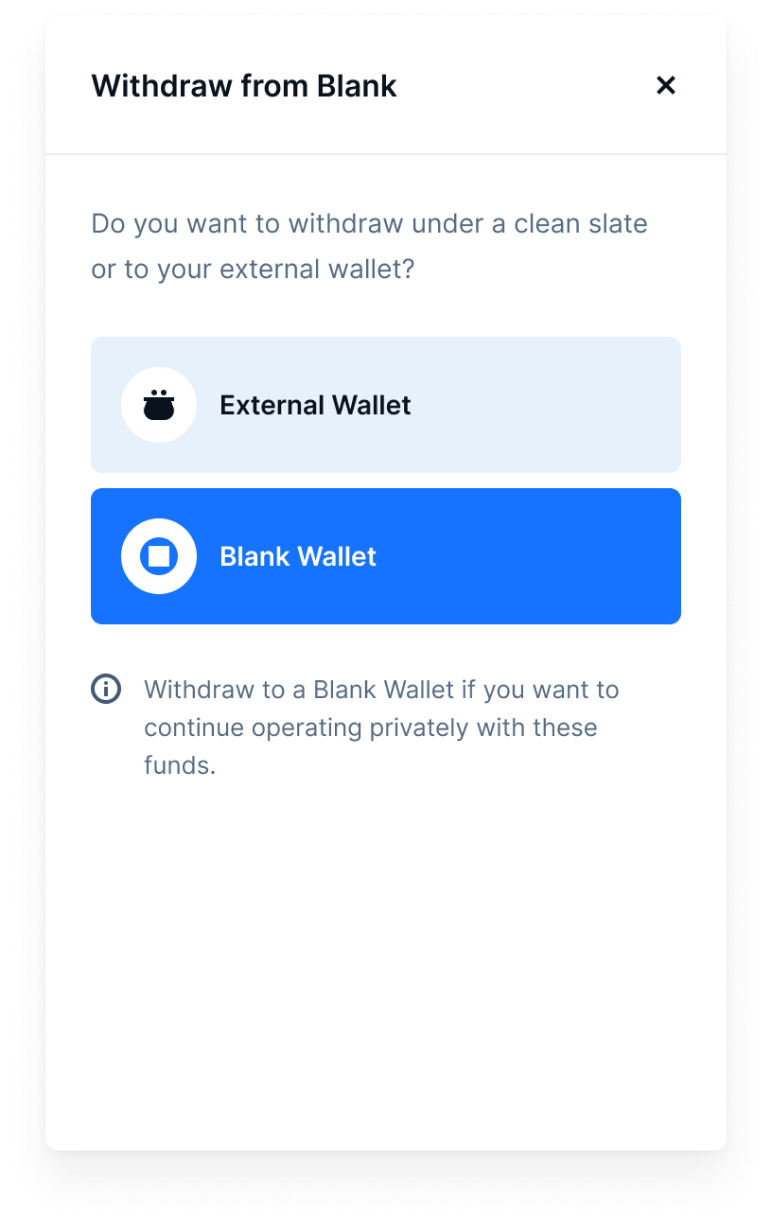 Withdraw from Blank
Do you want to withdraw under a clean slate
or to your external wallet?
External Wallet
Blank Wallet
Withdraw to a Blank Wallet if you want to
continue operating privately with these
funds.